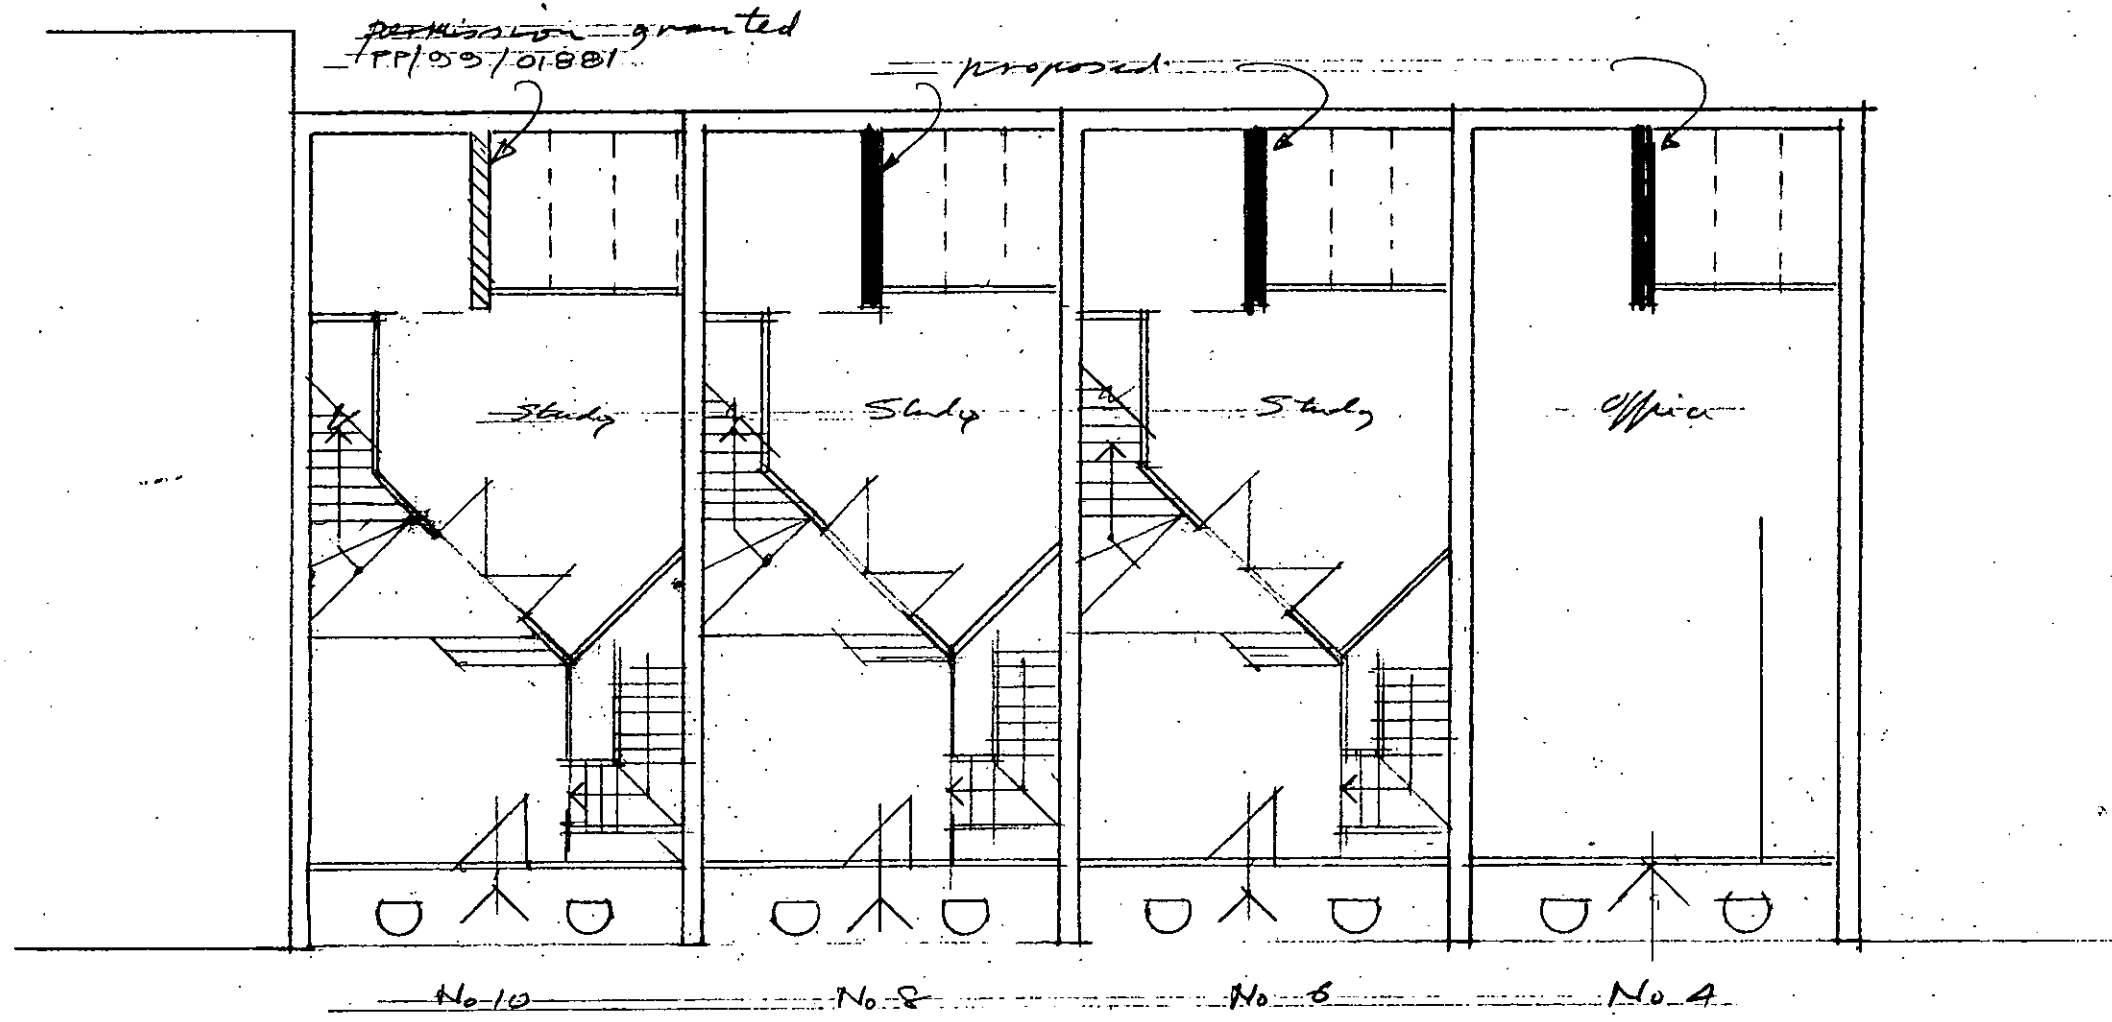 permission granted
PP/99/01881
proposed
Study
Study
Study
Office
No 10
No 8
No 6
No 4